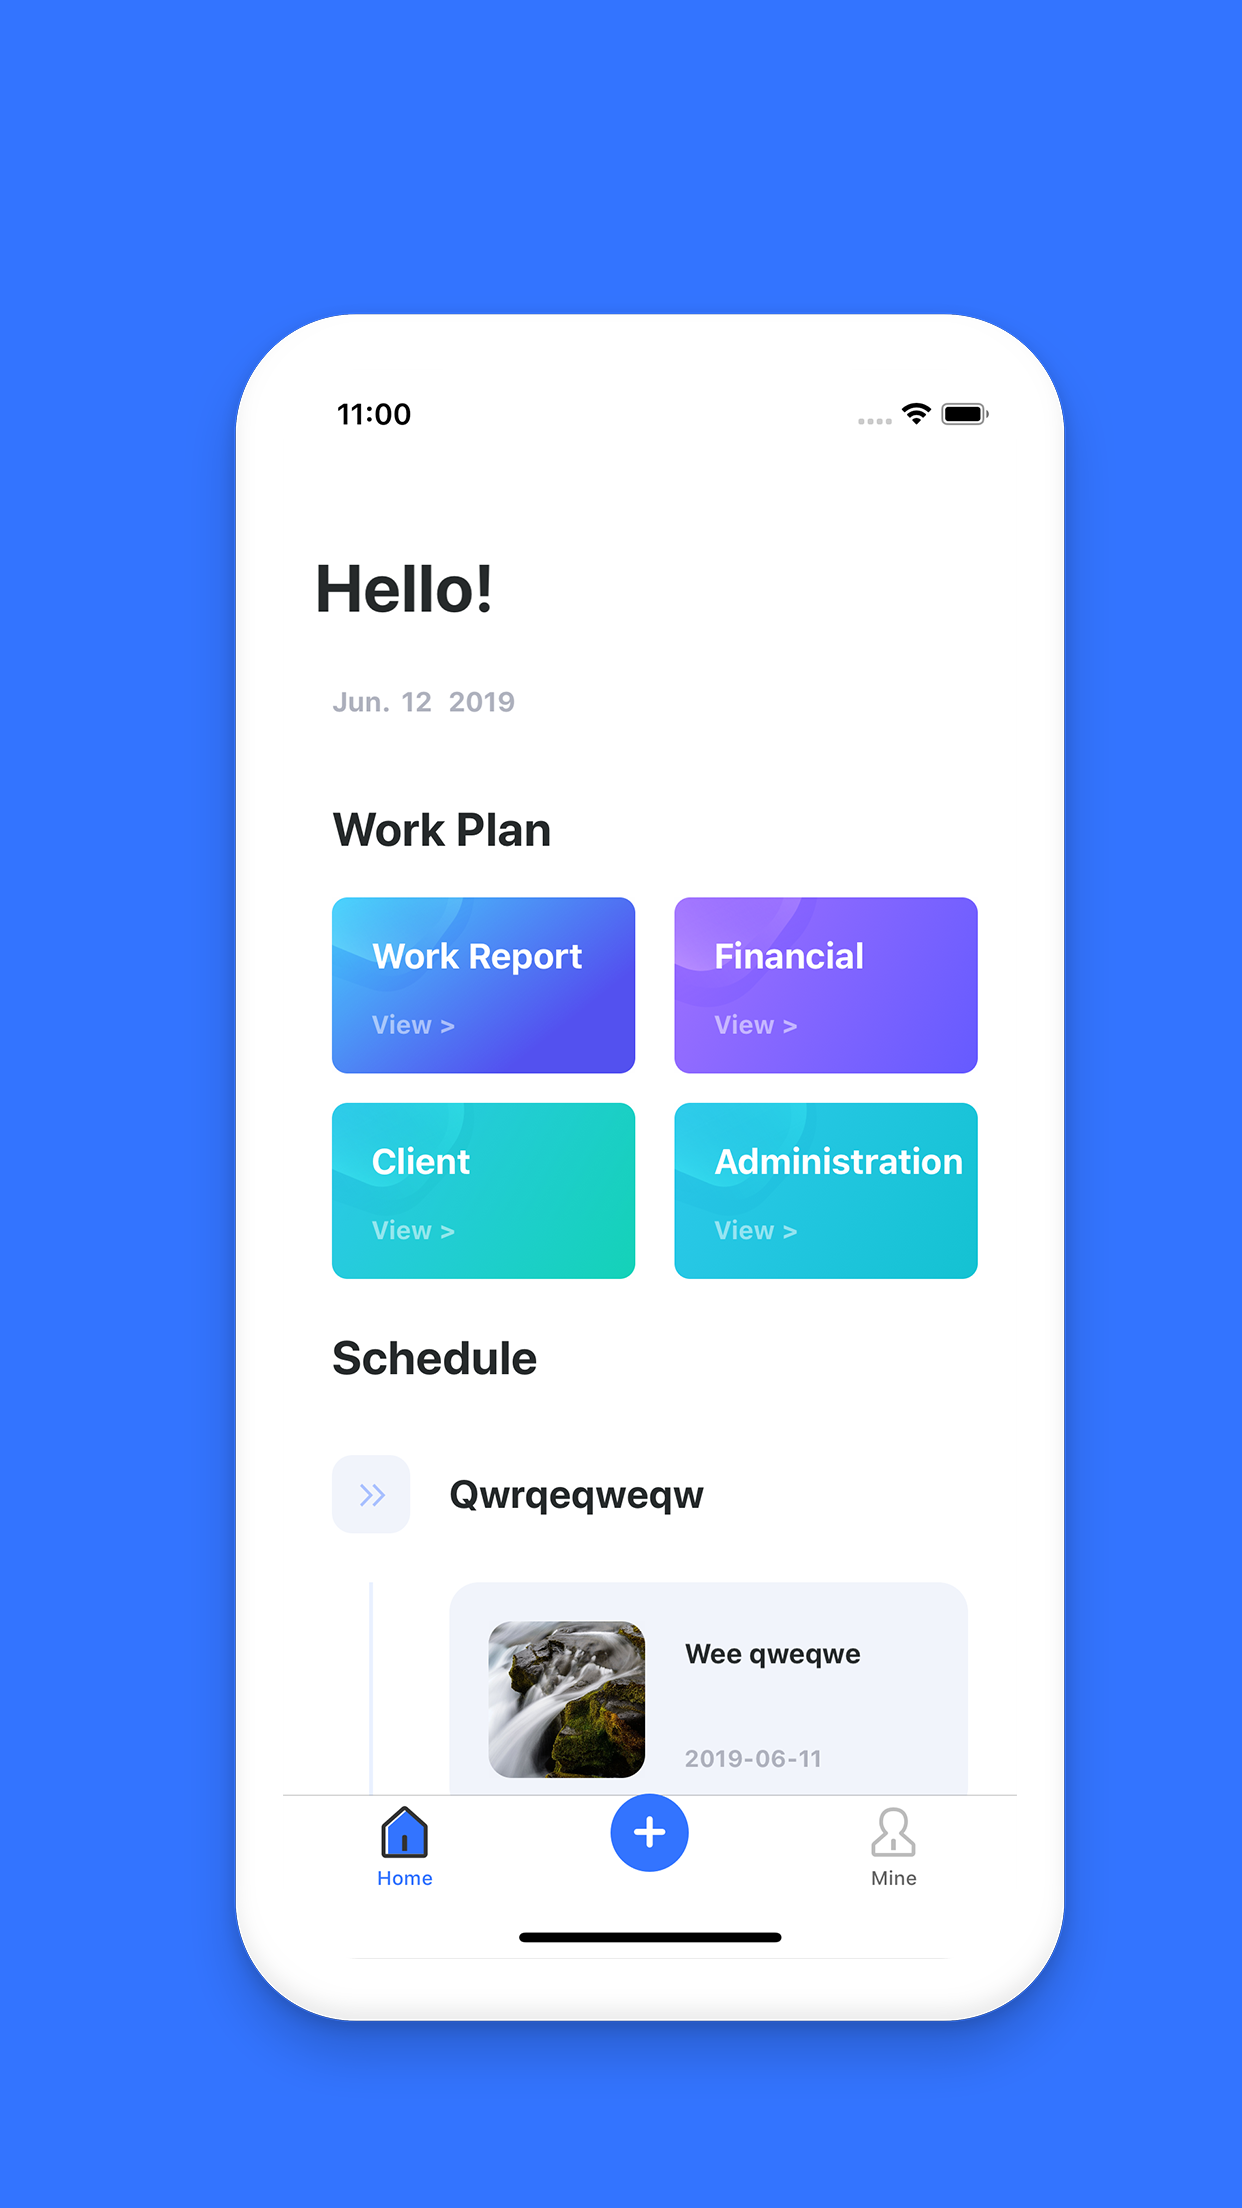 11:00
Hello!
Jun. 12 2019
Work Plan
Work Report
Financial
View >
View >
Client
Administration
View >
View >
Schedule
Qwrqeqweqw
Wee qweqwe
2019-06-11
Home
Mine